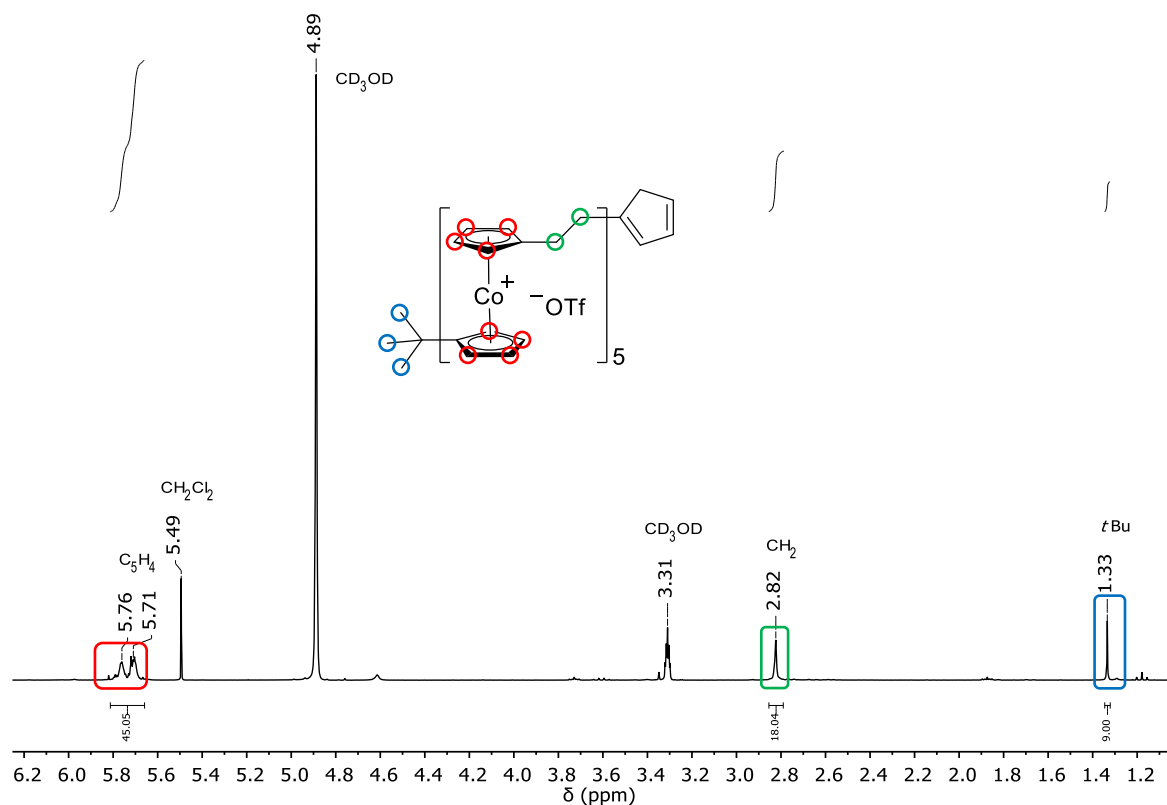 4.89
CD3OD
Co+
−OTf
5
CH2Cl2
5.49
C5H4
5.76
5.71
CD3OD
3.31
CH2
2.82
tBu
1.33
45.05
18.04
9.00
6.2 6.0 5.8 5.6 5.4 5.2 5.0 4.8 4.6 4.4 4.2 4.0 3.8 3.6 3.4 3.2 3.0 2.8 2.6 2.4 2.2 2.0 1.8 1.6 1.4 1.2
δ (ppm)